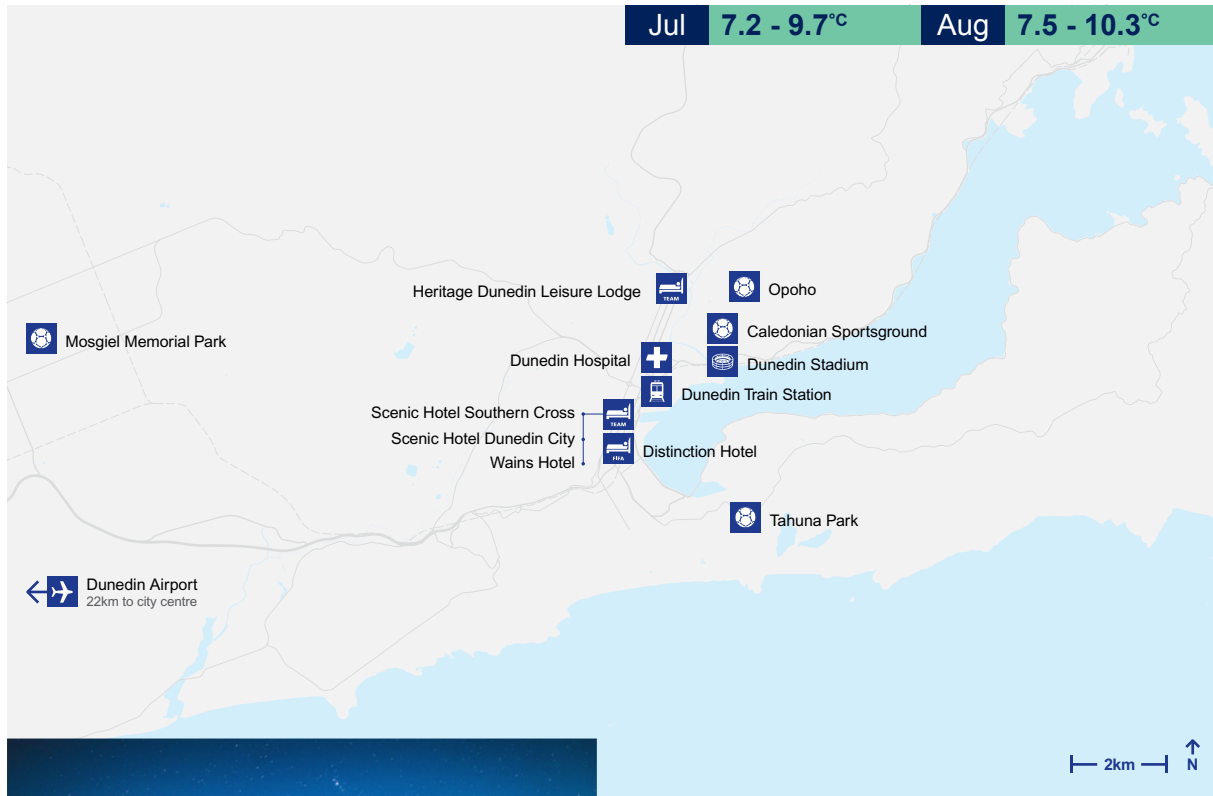 Jul 7.2 - 9.7°C Aug 7.5 - 10.3°C
Heritage Dunedin Leisure Lodge
TEAM
Opoho
Mosgiel Memorial Park
Caledonian Sportsground
Dunedin Hospital
Dunedin Stadium
Dunedin Train Station
Scenic Hotel Southern Cross
TEAM
Scenic Hotel Dunedin City
Wains Hotel
FIFA
Distinction Hotel
Tahuna Park
Dunedin Airport
22km to city centre
2km
N